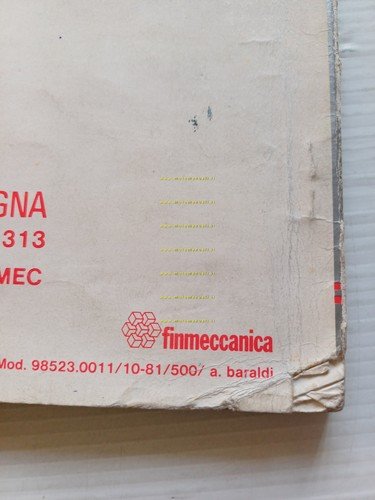 GNA
313
MEC
finmeccanica
Mod. 98523.0011/10-81/500/ a. baraldi